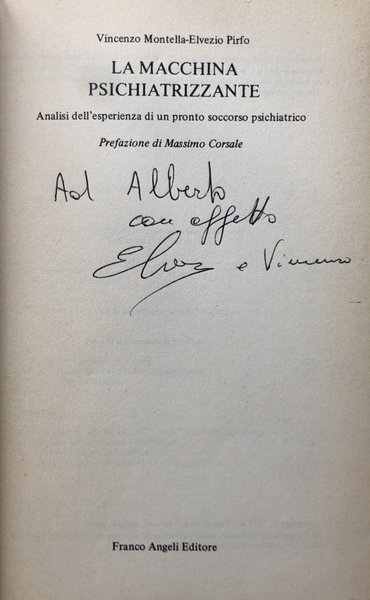 Vincenzo Montella-Elvezio Pirfo
LA MACCHINA
PSICHIATRIZZANTE
Analisi dell'esperienza di un pronto soccorso psichiatrico
Prefazione di Massimo Corsale
Ad Alberto
con affetto
e Vincenzo
Franco Angeli Editore